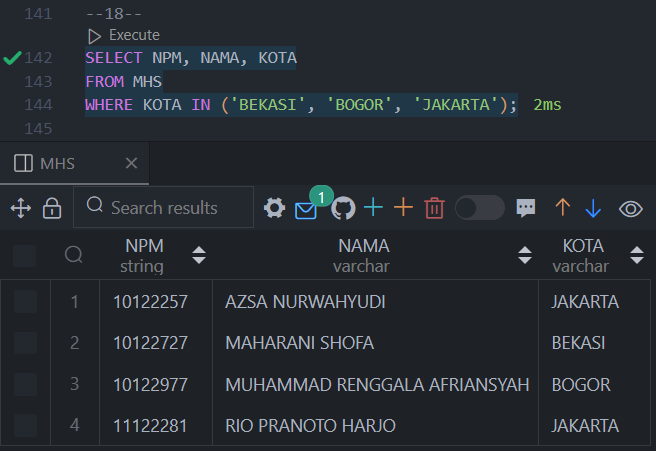 141 --18--
Execute
142 SELECT NPM, NAMA, KOTA
143 FROM MHS
144 WHERE KOTA IN ('BEKASI', 'BOGOR', 'JAKARTA'); 2ms
145
MHS
Search results 1
NPM NAMA KOTA
string varchar varchar
1 10122257 AZSA NURWAHYUDI JAKARTA
2 10122727 MAHARANI SHOFA BEKASI
3 10122977 MUHAMMAD RENGGALA AFRIANSYAH BOGOR
4 11122281 RIO PRANOTO HARJO JAKARTA